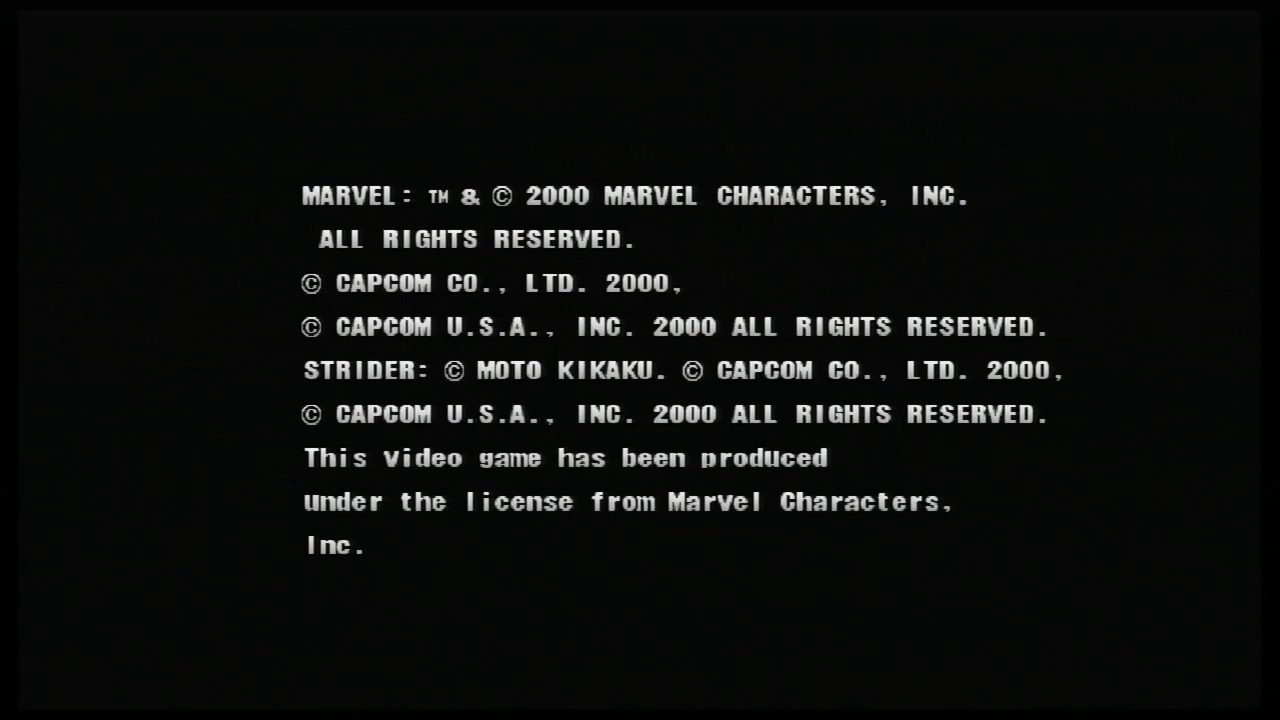 MARVEL: ™ & © 2000 MARVEL CHARACTERS, INC.
ALL RIGHTS RESERVED.
© CAPCOM CO., LTD. 2000,
© CAPCOM U.S.A., INC. 2000 ALL RIGHTS RESERVED.
STRIDER: © MOTO KIKAKU. © CAPCOM CO., LTD. 2000,
© CAPCOM U.S.A., INC. 2000 ALL RIGHTS RESERVED.
This video game has been produced
under the license from Marvel Characters,
Inc.